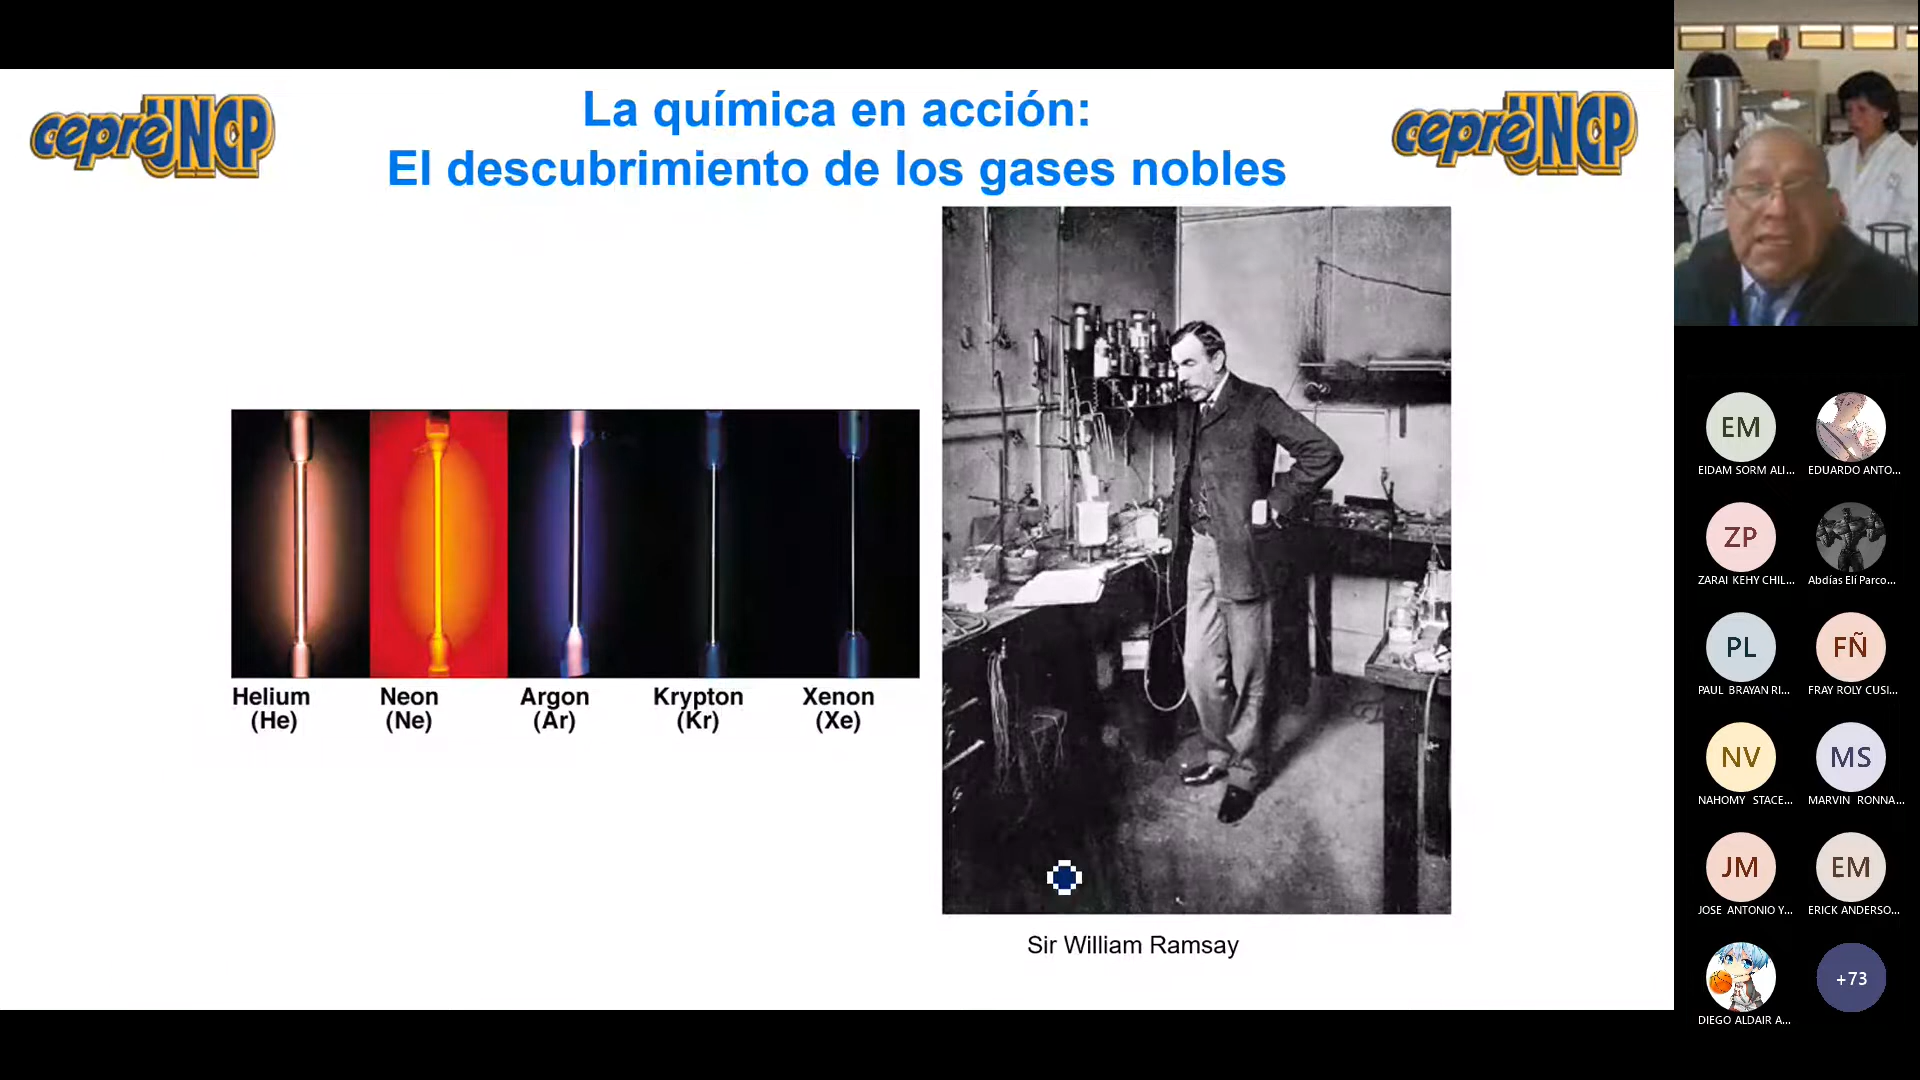 cepreUNCP
La química en acción:
El descubrimiento de los gases nobles
cepreUNCP
Helium
(He)
Neon
(Ne)
Argon
(Ar)
Krypton
(Kr)
Xenon
(Xe)
Sir William Ramsay
EM
EIDAM SORM ALI...
EDUARDO ANTO...
ZP
ZARAI KEHY CHIL...
Abdías Elí Parco...
PL
PAUL BRAYAN RI...
FÑ
FRAY ROLY CUSI...
NV
NAHOMY STACE...
MS
MARVIN RONNA...
JM
JOSE ANTONIO Y...
EM
ERICK ANDERSO...
DIEGO ALDAIR A...
+73